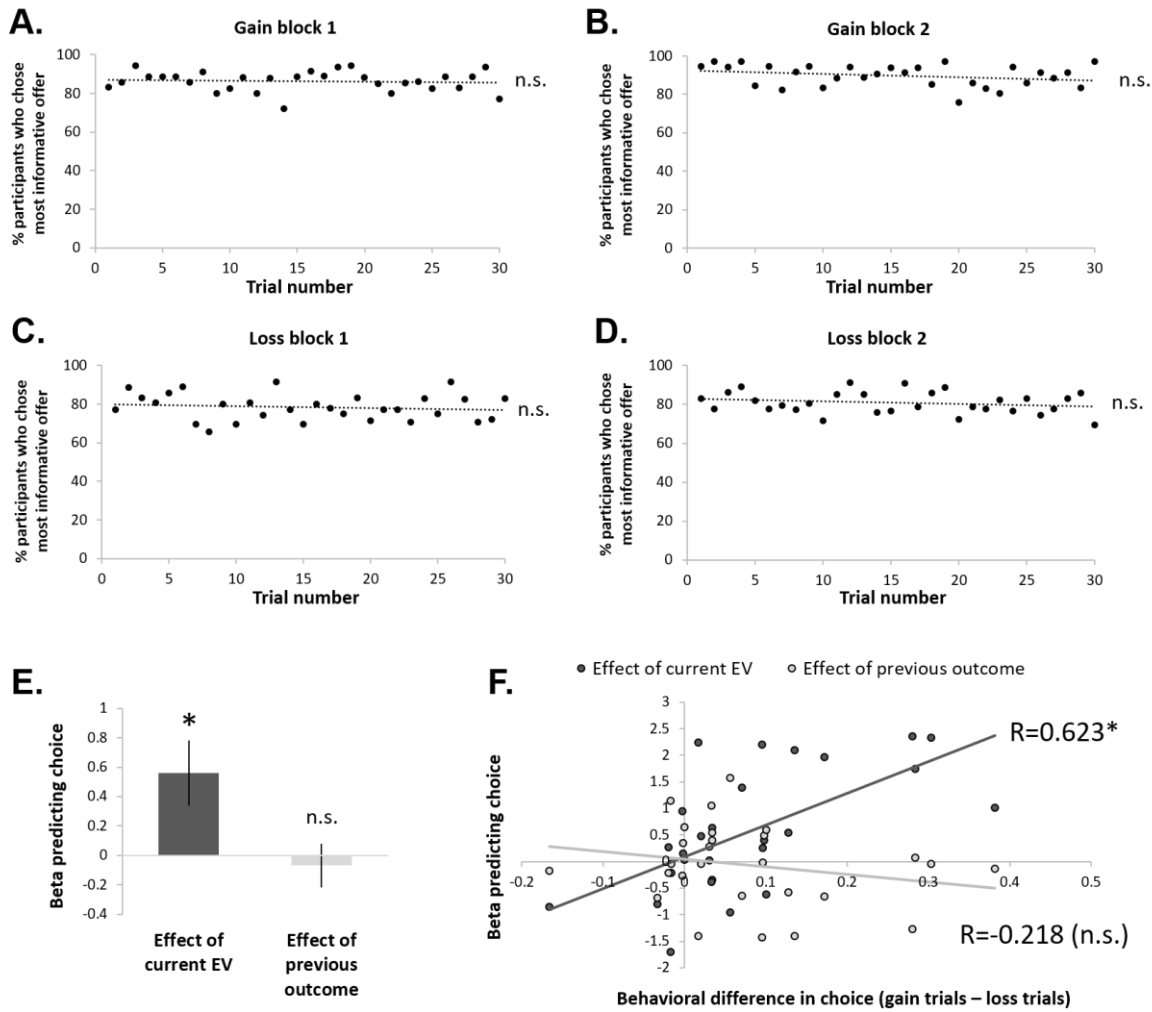 A.
Gain block 1
% participants who chose
most informative offer
100
80
60
40
20
0
0 5 10 15 20 25 30
Trial number
n.s.
B.
Gain block 2
% participants who chose
most informative offer
100
80
60
40
20
0
0 5 10 15 20 25 30
Trial number
n.s.
C.
Loss block 1
% participants who chose
most informative offer
100
80
60
40
20
0
0 5 10 15 20 25 30
Trial number
n.s.
D.
Loss block 2
% participants who chose
most informative offer
100
80
60
40
20
0
0 5 10 15 20 25 30
Trial number
n.s.
E.
Beta predicting choice
1
0.8
0.6
0.4
0.2
0
-0.2
-0.4
*
n.s.
Effect of
current EV
Effect of
previous
outcome
F.
Effect of current EV
Effect of previous outcome
Beta predicting choice
3
2.5
2
1.5
1
0.5
0
-0.5
-1
-1.5
-2
-0.2 -0.1 0 0.1 0.2 0.3 0.4 0.5
R=0.623*
R=-0.218 (n.s.)
Behavioral difference in choice (gain trials – loss trials)